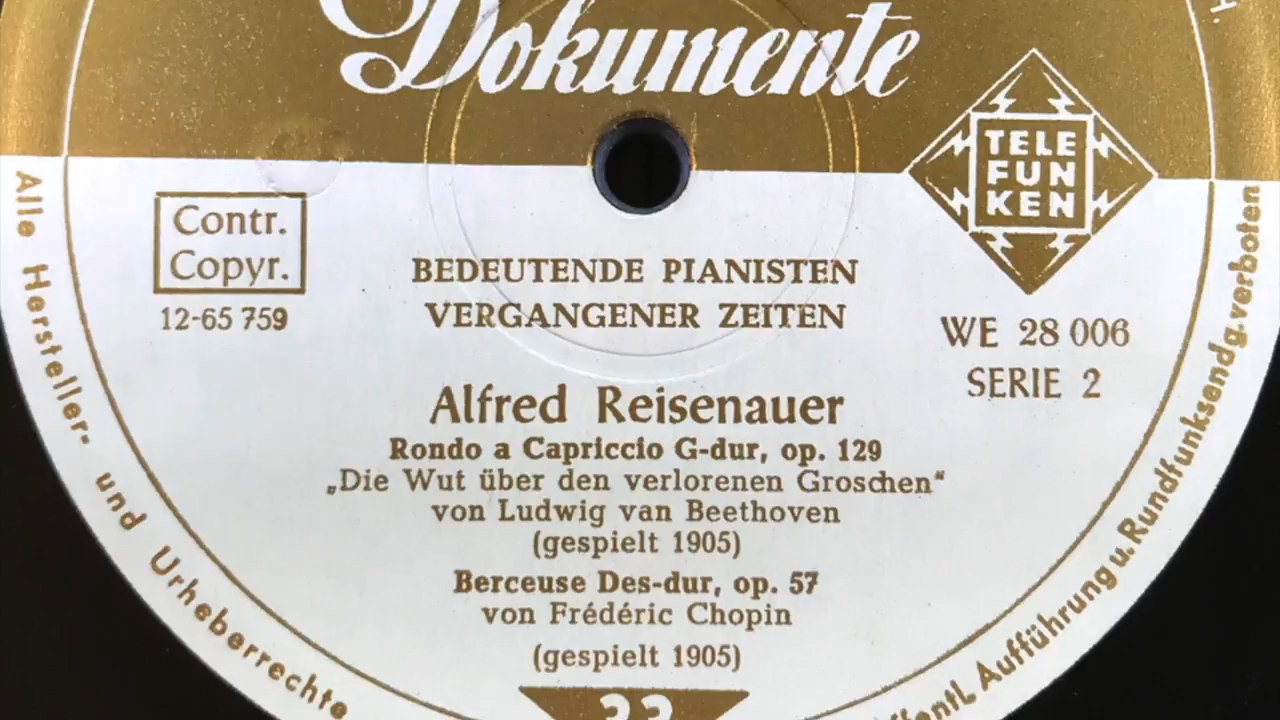 Dokumente
TELE
FUN
KEN
Contr.
Copyr.
12-65 759
BEDEUTENDE PIANISTEN
VERGANGENER ZEITEN
WE 28 006
SERIE 2
Alfred Reisenauer
Rondo a Capriccio G-dur, op. 129
„Die Wut über den verlorenen Groschen“
von Ludwig van Beethoven
(gespielt 1905)
Berceuse Des-dur, op. 57
von Frédéric Chopin
(gespielt 1905)
33
Alle Hersteller- und Urheberrechte
Aufführung u. Rundfunksendg. verboten